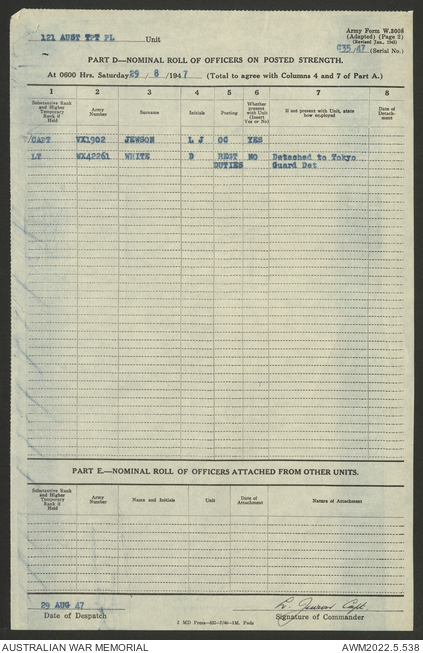 Army Form W.3008
(Adapted) (Page 2)
(Revised Jan., 1945)
121 AUST TPT PL Unit
C35/47 (Serial No.)
PART D—NOMINAL ROLL OF OFFICERS ON POSTED STRENGTH.
At 0600 Hrs. Saturday 29 / 8 /1947 (Total to agree with Columns 4 and 7 of Part A.)
1 2 3 4 5 6 7 8
Substantive Rank and Higher Temporary Rank if Held
Army Number
Surname
Initials
Posting
Whether present with Unit (Insert Yes or No)
If not present with Unit, state how employed
Date of Detach-ment
CAPT VX1902 JEWSON L J OC YES
LT WX42261 WHITE D REGT NO Detached to Tokyo
DUTIES Guard Det
PART E.—NOMINAL ROLL OF OFFICERS ATTACHED FROM OTHER UNITS.
Substantive Rank and Higher Temporary Rank if Held
Army Number
Name and Initials
Unit
Date of Attachment
Nature of Attachment
29 AUG 47
L. Jewson Capt
Date of Despatch
Signature of Commander
AUSTRALIAN WAR MEMORIAL
AWM2022.5.538